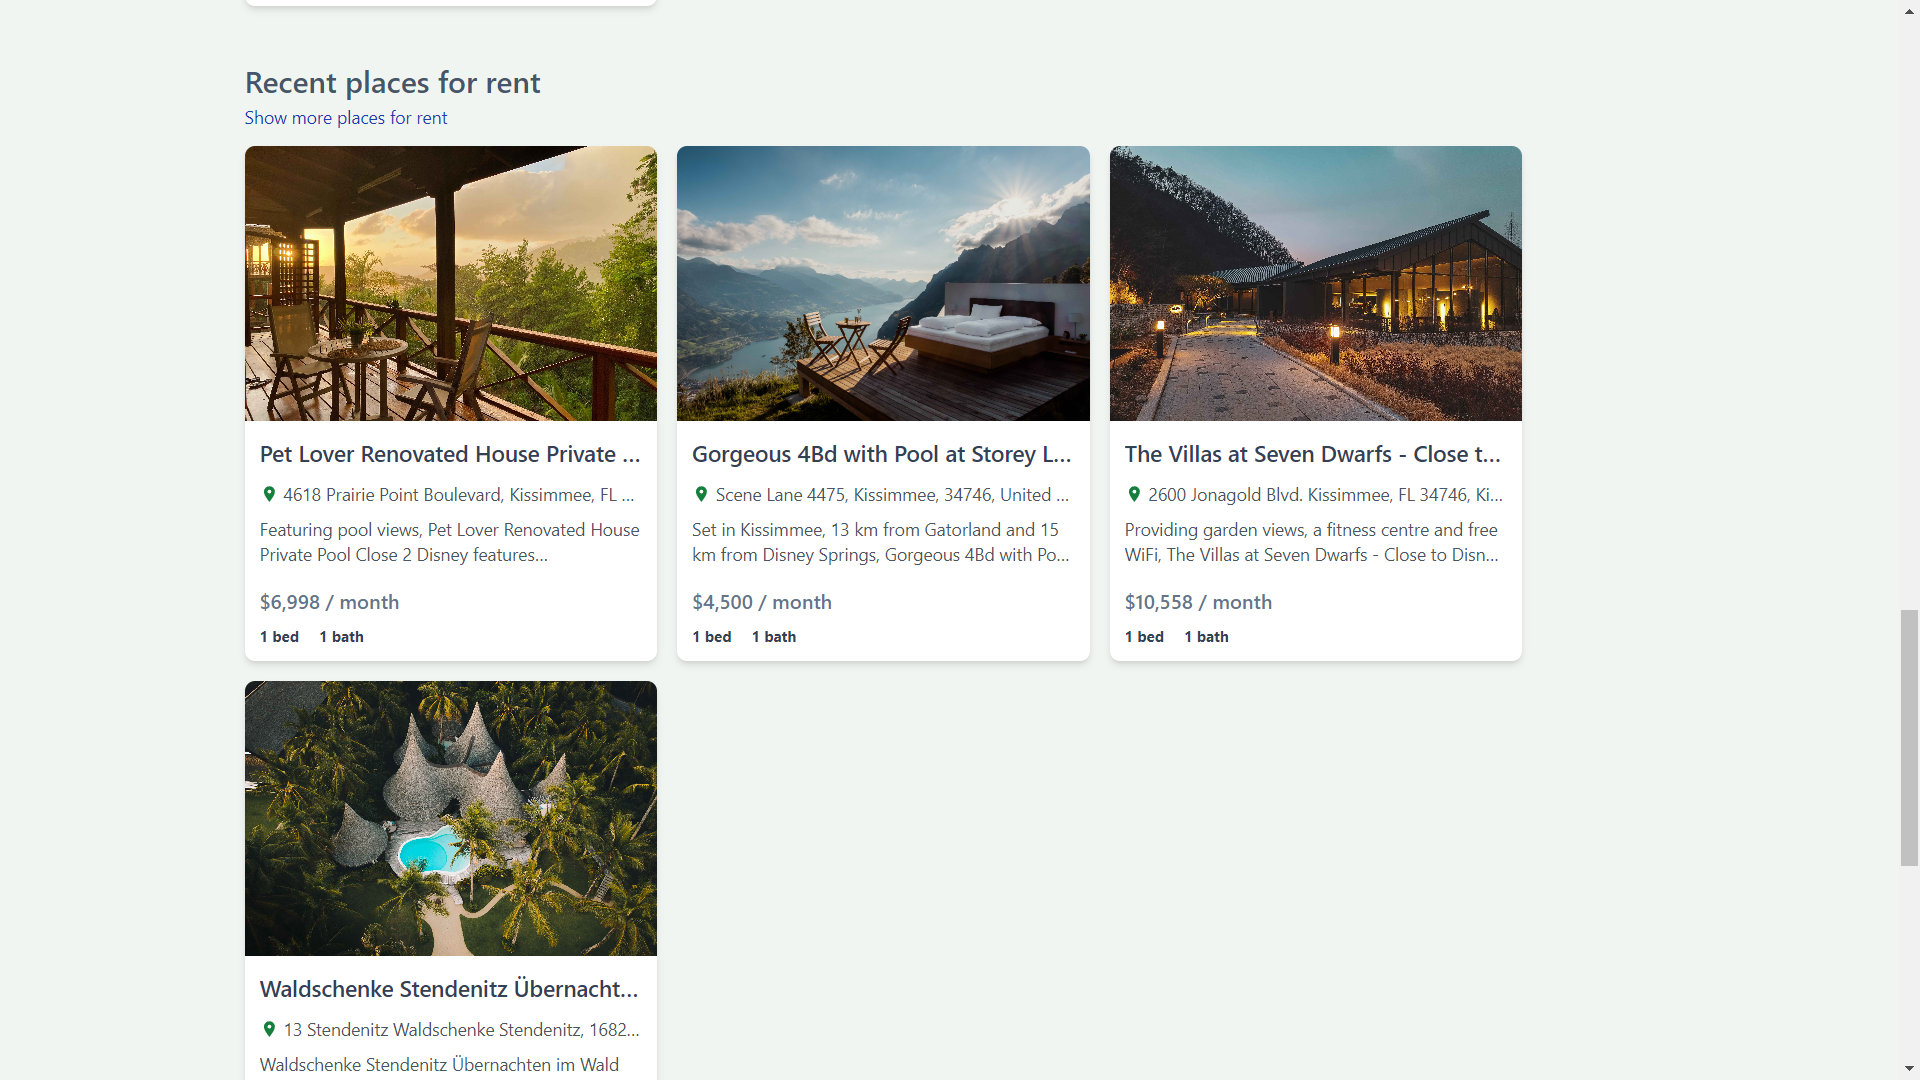 Recent places for rent
Show more places for rent
Pet Lover Renovated House Private ...
4618 Prairie Point Boulevard, Kissimmee, FL ...
Featuring pool views, Pet Lover Renovated House
Private Pool Close 2 Disney features...
$6,998 / month
1 bed 1 bath
Gorgeous 4Bd with Pool at Storey L...
Scene Lane 4475, Kissimmee, 34746, United ...
Set in Kissimmee, 13 km from Gatorland and 15
km from Disney Springs, Gorgeous 4Bd with Po...
$4,500 / month
1 bed 1 bath
The Villas at Seven Dwarfs - Close t...
2600 Jonagold Blvd. Kissimmee, FL 34746, Ki...
Providing garden views, a fitness centre and free
WiFi, The Villas at Seven Dwarfs - Close to Disn...
$10,558 / month
1 bed 1 bath
Waldschenke Stendenitz Übernacht...
13 Stendenitz Waldschenke Stendenitz, 1682...
Waldschenke Stendenitz Übernachten im Wald